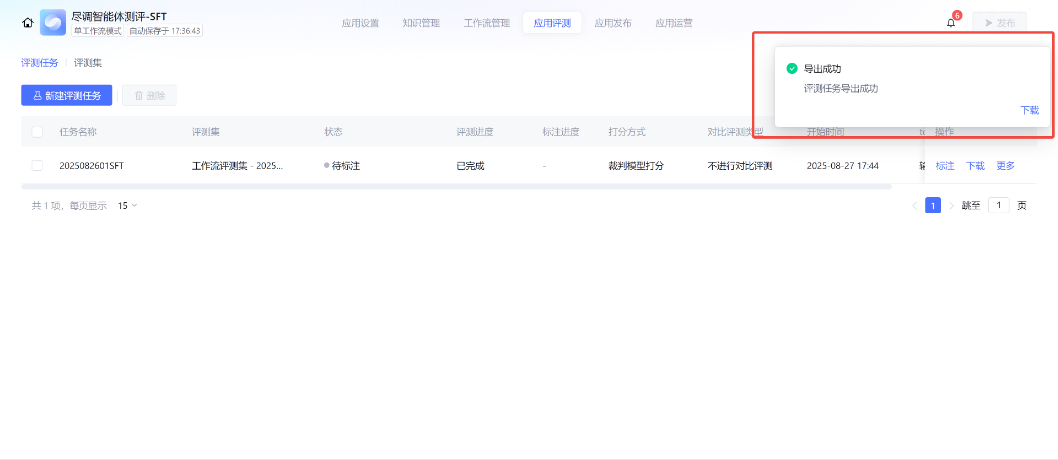 尽调智能体测评-SFT
单工作流模式 自动保存于 17:36:43
应用设置 知识管理 工作流管理 应用评测 应用发布 应用运营
6
发布
评测任务 评测集
导出成功
评测任务导出成功
下载
新建评测任务 删除
任务名称 评测集 状态 评测进度 标注进度 打分方式 对比评测类型 开始时间 操作
2025082601SFT 工作流评测集 - 2025... 待标注 已完成 - 裁判模型打分 不进行对比评测 2025-08-27 17:44 标注 下载 更多
共 1 项，每页显示 15 1 跳至 1 页